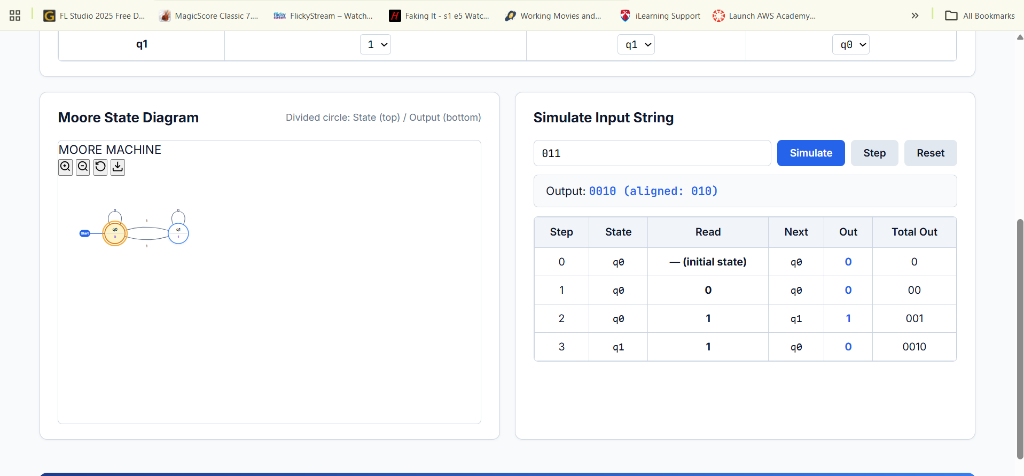 FL Studio 2025 Free D... MagicScore Classic 7.... FlickyStream – Watch... Faking It - s1 e5 Watc... Working Movies and... iLearning Support Launch AWS Academy... » All Bookmarks
q1 1 q1 q0
Moore State Diagram Divided circle: State (top) / Output (bottom)
MOORE MACHINE
Simulate Input String
011 Simulate Step Reset
Output: 0010 (aligned: 010)
Step State Read Next Out Total Out
0 q0 — (initial state) q0 0 0
1 q0 0 q0 0 00
2 q0 1 q1 1 001
3 q1 1 q0 0 0010